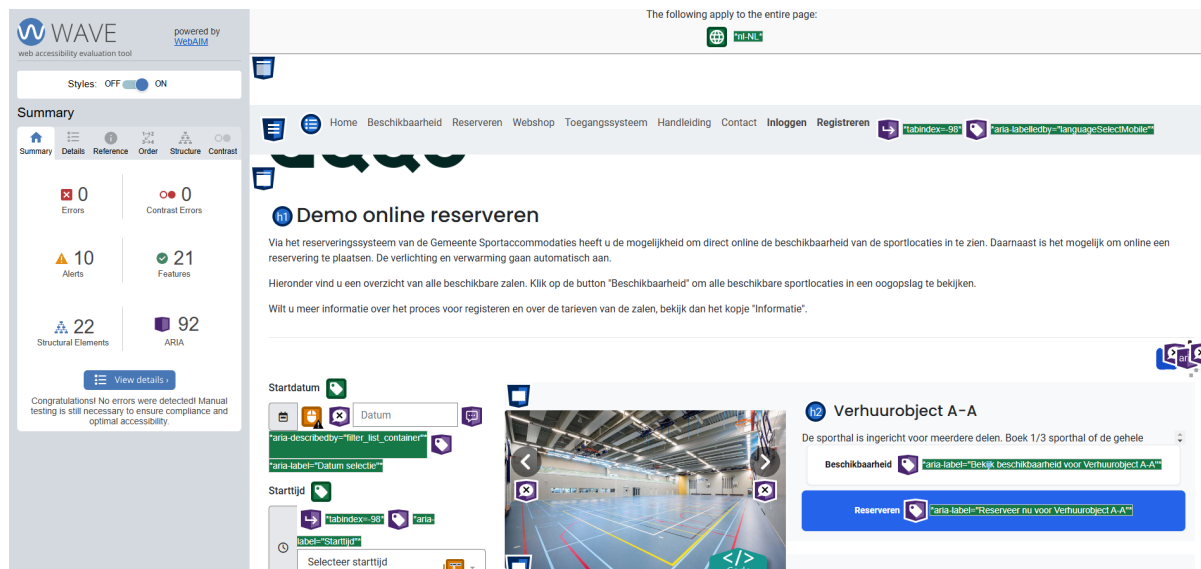 WAVE
web accessibility evaluation tool
powered by
WebAIM
Styles: OFF ON
Summary
Summary Details Reference Order Structure Contrast
0
Errors
0
Contrast Errors
10
Alerts
21
Features
22
Structural Elements
92
ARIA
View details ›
Congratulations! No errors were detected! Manual
testing is still necessary to ensure compliance and
optimal accessibility.
The following apply to the entire page:
*nl-NL*
Home Beschikbaarheid Reserveren Webshop Toegangssysteem Handleiding Contact Inloggen Registreren *tabindex=-98* *aria-labelledby="languageSelectMobile"*
h1 Demo online reserveren
Via het reserveringssysteem van de Gemeente Sportaccommodaties heeft u de mogelijkheid om direct online de beschikbaarheid van de sportlocaties in te zien. Daarnaast is het mogelijk om online een
reservering te plaatsen. De verlichting en verwarming gaan automatisch aan.
Hieronder vind u een overzicht van alle beschikbare zalen. Klik op de button "Beschikbaarheid" om alle beschikbare sportlocaties in een oogopslag te bekijken.
Wilt u meer informatie over het proces voor registeren en over de tarieven van de zalen, bekijk dan het kopje "Informatie".
Startdatum
Datum
*aria-describedby="filter_list_container"*
*aria-label="Datum selectie"*
Starttijd
*tabindex=-98* *aria-
label="Starttijd"*
Selecteer starttijd
</>
h2 Verhuurobject A-A
De sporthal is ingericht voor meerdere delen. Boek 1/3 sporthal of de gehele
Beschikbaarheid *aria-label="Bekijk beschikbaarheid voor Verhuurobject A-A"*
Reserveren *aria-label="Reserveer nu voor Verhuurobject A-A"*